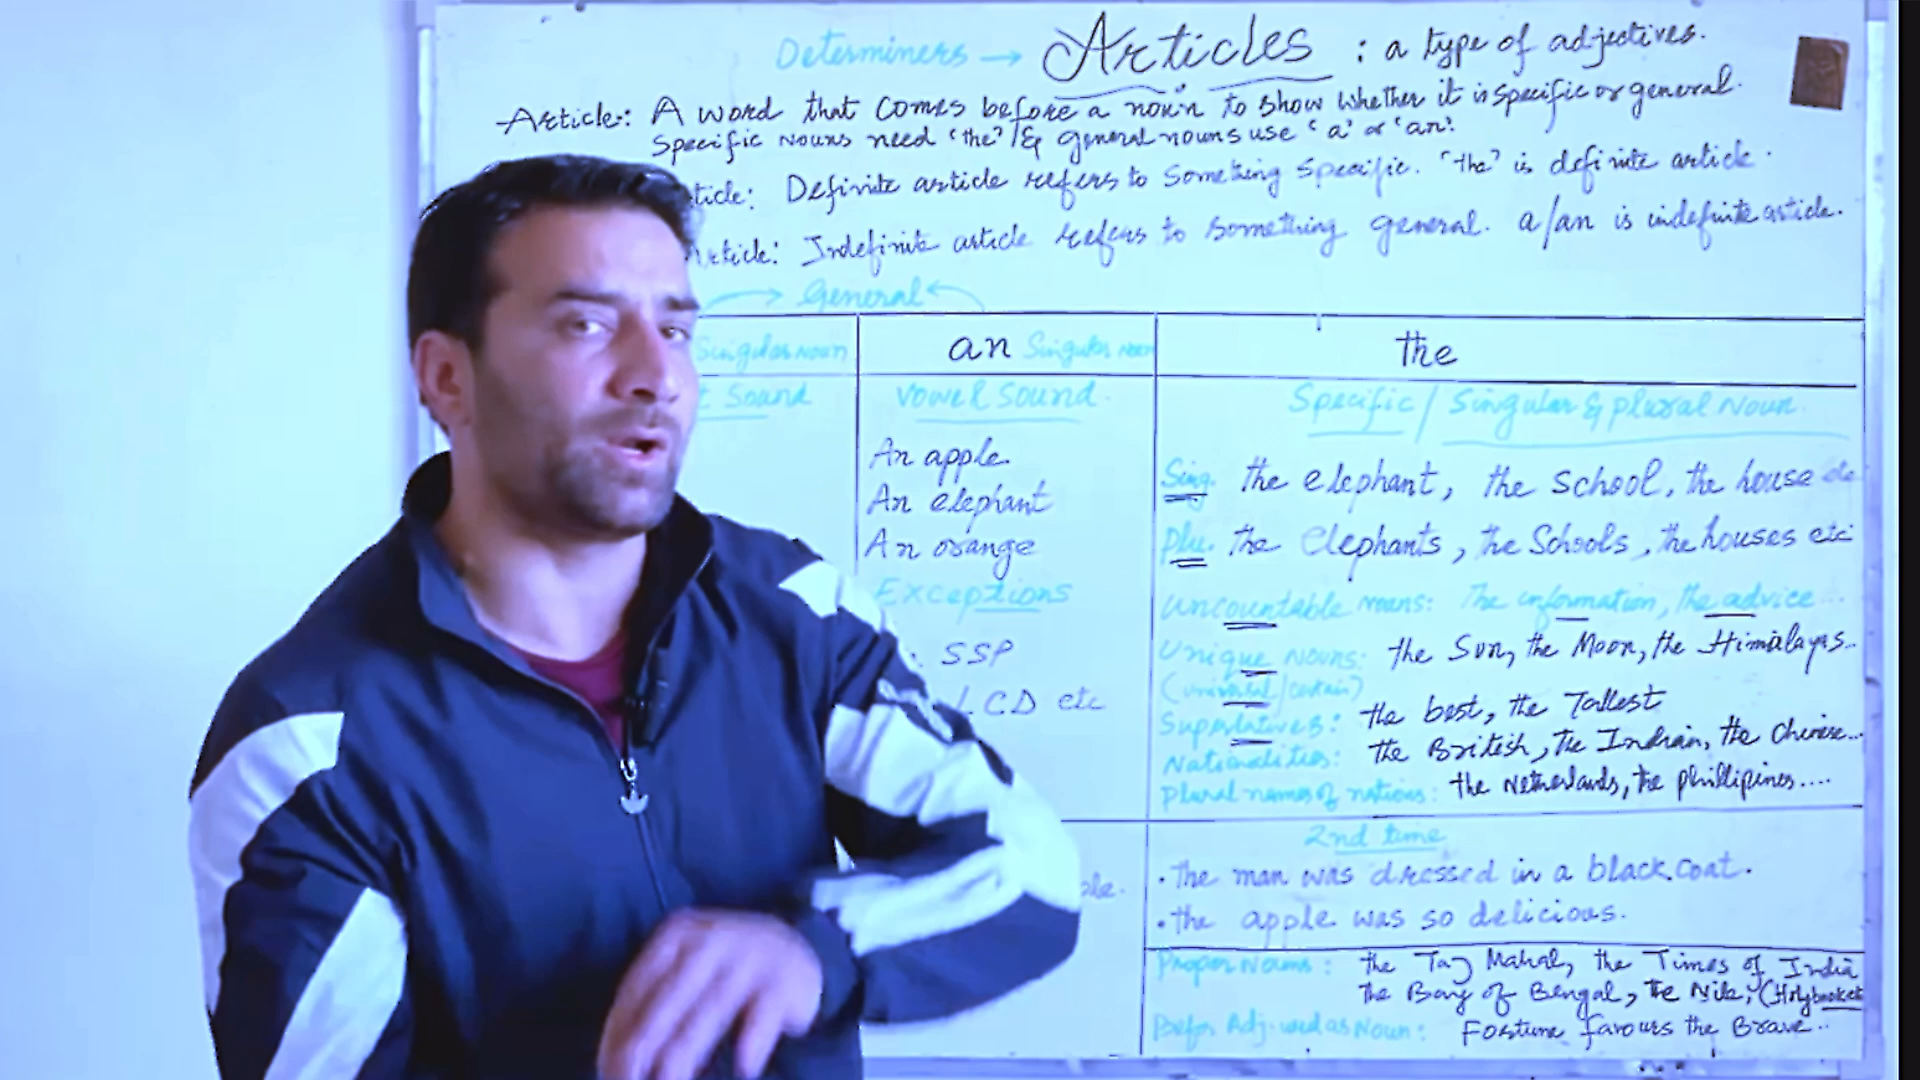 Determiners → Articles : a type of adjectives.
Article: A word that comes before a noun to show whether it is specific or general.
Specific nouns need 'the' & general nouns use 'a' or 'an'.
ticle: Definite article refers to something specific. 'the' is definite article.
rticle: Indefinite article refers to something general. a/an is indefinite article.
→ General ←
Singular noun
an Singular noun
the
t Sound
Vowel Sound.
Specific / Singular & plural Noun.
An apple
An elephant
An orange
Exceptions
SSP
LCD etc
Sing. the elephant, the school, the house etc
Plu. the elephants, the Schools, the houses etc
Uncountable nouns: The information, the advice...
Unique nouns: the Sun, the Moon, the Himalayas...
(universal/certain)
Superlatives: the best, the Tallest
Nationalities: the British, the Indian, the Chinese...
Plural names of nations: the Netherlands, the phillipines....
ple.
2nd time
• The man was dressed in a black coat.
• the apple was so delicious.
Proper Nouns: the Taj Mahal, the Times of India
the Bay of Bengal, the Nile, (Holybooks etc
Befor Adj. used as Noun: Fortune favours the Brave..